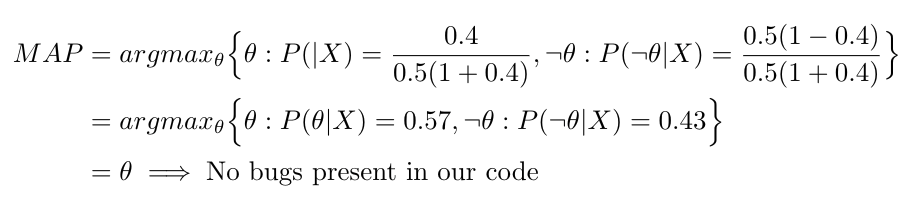 MAP = argmax_θ{θ : P(|X) = 0.4 / 0.5(1 + 0.4), ¬θ : P(¬θ|X) = 0.5(1 − 0.4) / 0.5(1 + 0.4)}
= argmax_θ{θ : P(θ|X) = 0.57, ¬θ : P(¬θ|X) = 0.43}
= θ ⟹ No bugs present in our code